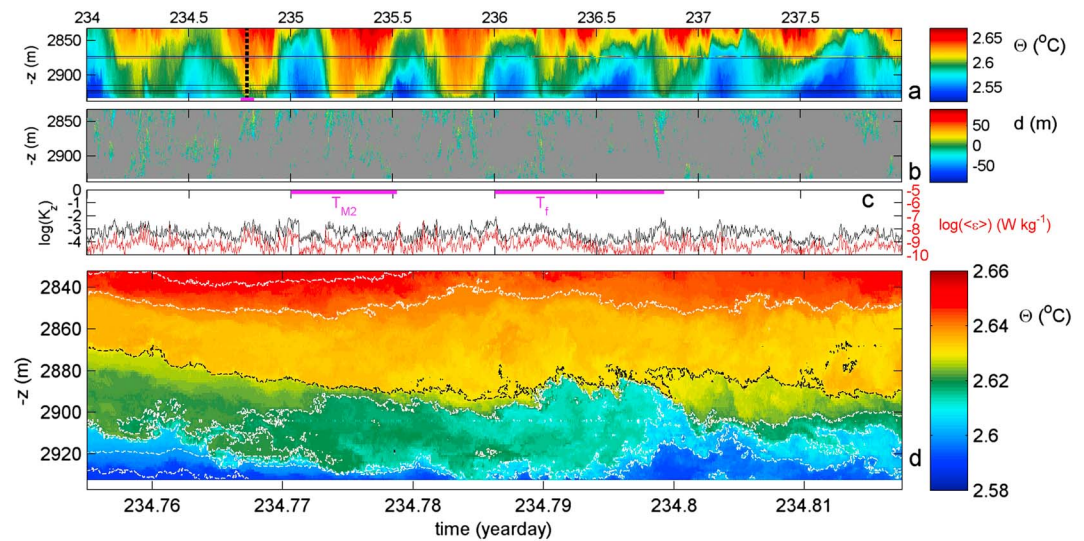 234 234.5 235 235.5 236 236.5 237 237.5
-z (m)
2850
2900
a
2.65
2.6
2.55
Θ (°C)
-z (m)
2850
2900
b
50
0
-50
d (m)
log(K_z)
0
-1
-2
-3
-4
T_M2
T_f
c
-5
-6
-7
-8
-9
-10
log(<ε>) (W kg⁻¹)
-z (m)
2840
2860
2880
2900
2920
d
2.66
2.64
2.62
2.6
2.58
Θ (°C)
234.76 234.77 234.78 234.79 234.8 234.81
time (yearday)